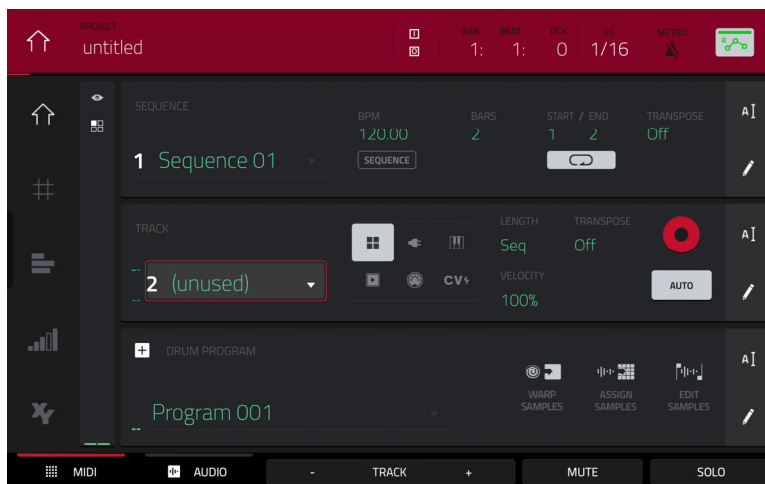 PROJECT
untitled
BAR BEAT TICK TC METRO
1: 1: 0 1/16
R
SEQUENCE
1 Sequence 01
BPM BARS START / END TRANSPOSE
120.00 2 1 2 Off
SEQUENCE
A
TRACK
2 (unused)
CV
LENGTH TRANSPOSE
Seq Off
VELOCITY
100%
AUTO
A
+ DRUM PROGRAM
Program 001
WARP SAMPLES
ASSIGN SAMPLES
EDIT SAMPLES
A
XY
MIDI AUDIO - TRACK + MUTE SOLO